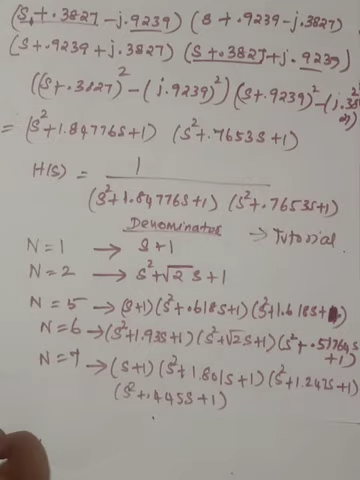 (S+.3827-j.9239) (s+.9239-j.3827)
(s+.9239+j.3827) (s+.3827+j.9239)
((s+.3827)² - (j.9239)²) (s+.9239)² - (j.38
= (s²+1.84776s+1) (s²+.7653s+1)
H(s) = 1
(s²+1.84776s+1) (s²+.7653s+1)
Denominator → Tutorial.
N=1 → s+1
N=2 → s²+√2 s+1
N=5 → (s+1)(s²+.618s+1)(s²+1.618s+1)
N=6 → (s²+1.93s+1)(s²+√2s+1)(s²+.5176s
+1)
N=7 → (s+1)(s²+1.801s+1)(s²+1.247s+1)
(s²+.445s+1)